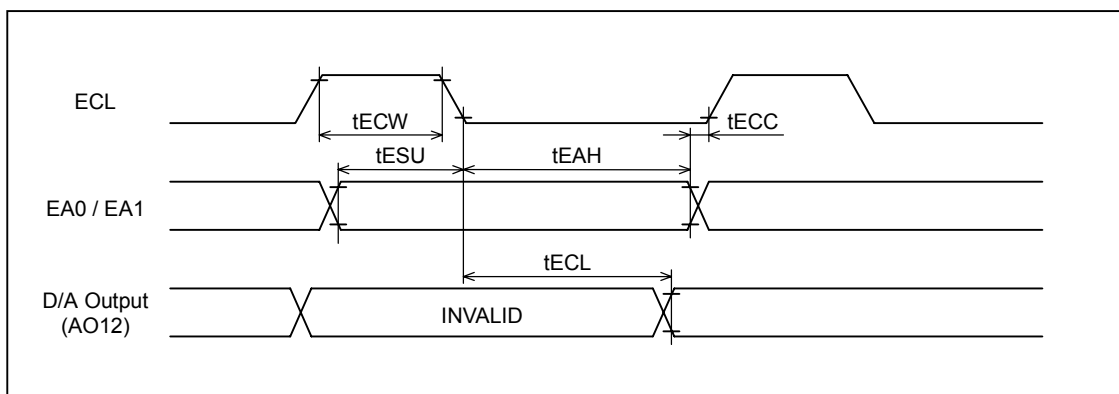 ECL
tECW
tECC
tESU
tEAH
EA0 / EA1
tECL
D/A Output
(AO12)
INVALID